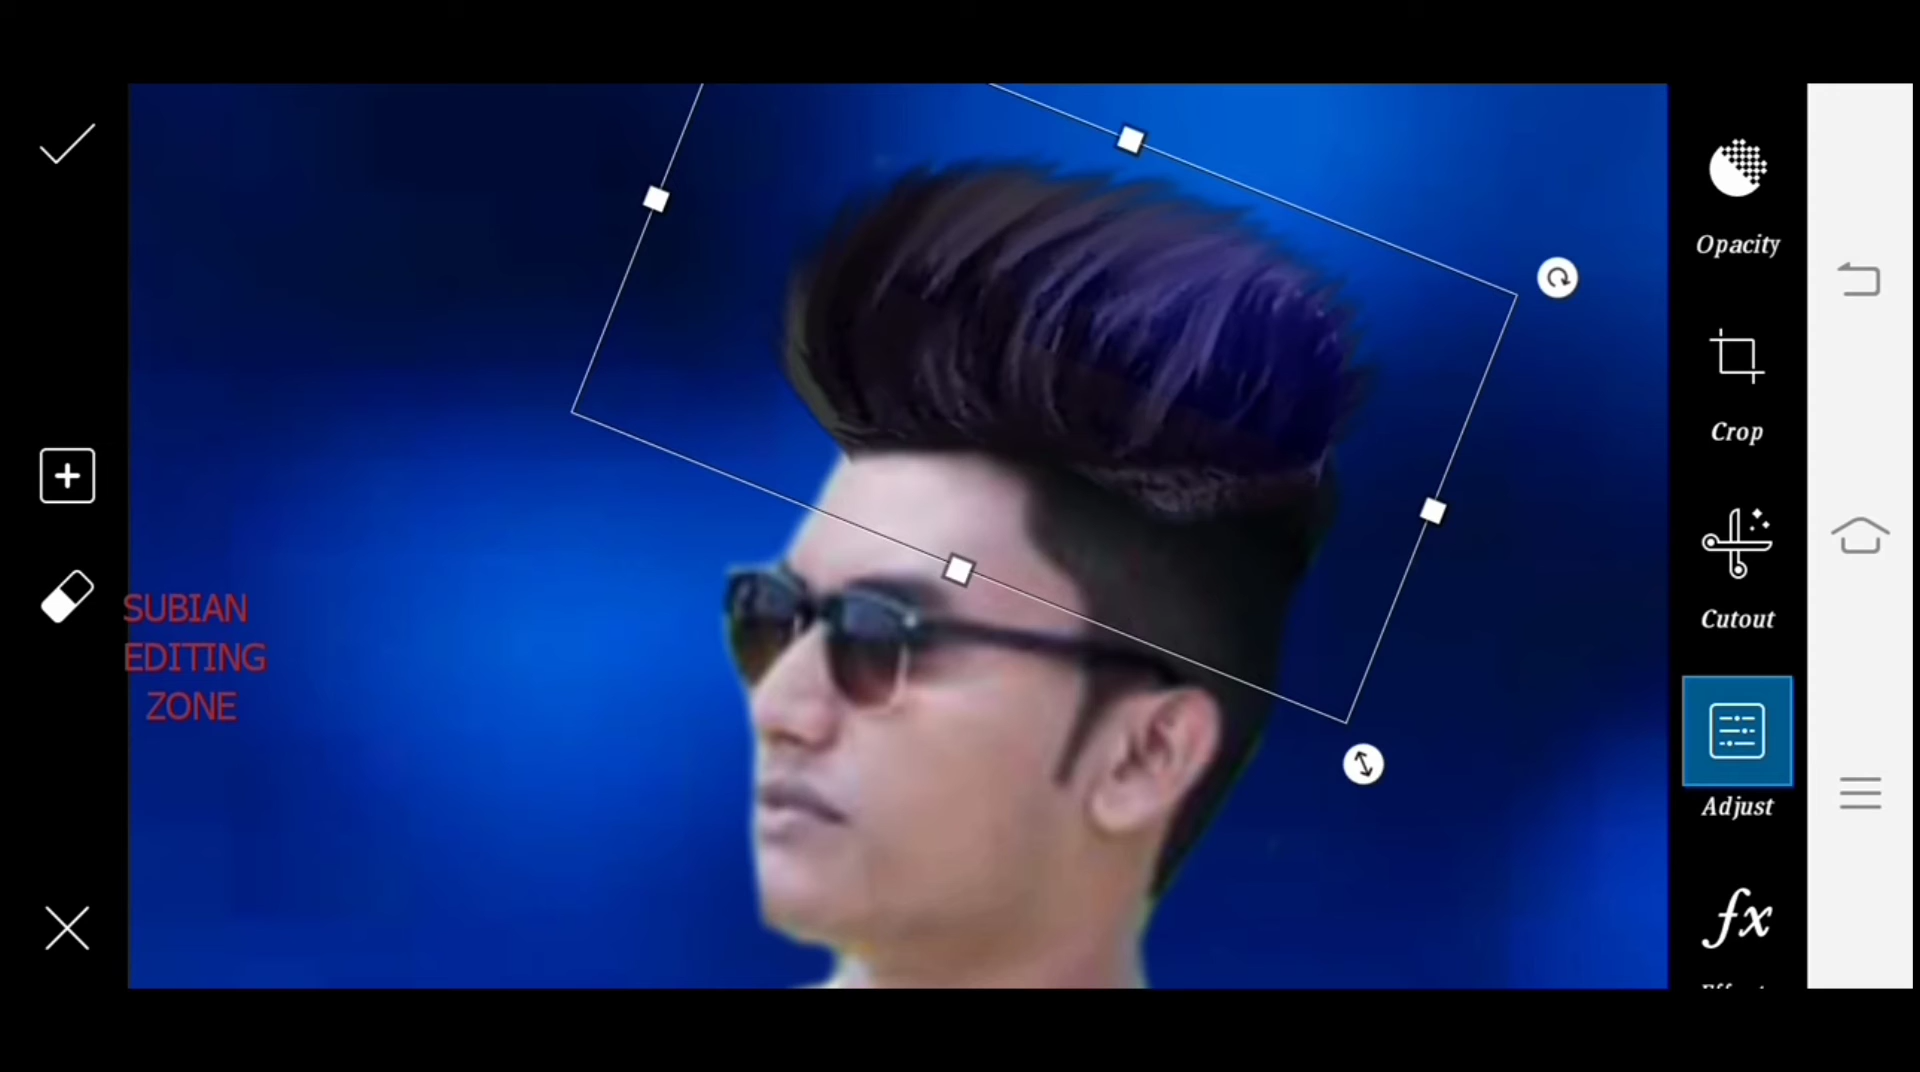 Opacity
Crop
Cutout
SUBIAN
EDITING
ZONE
Adjust
fx